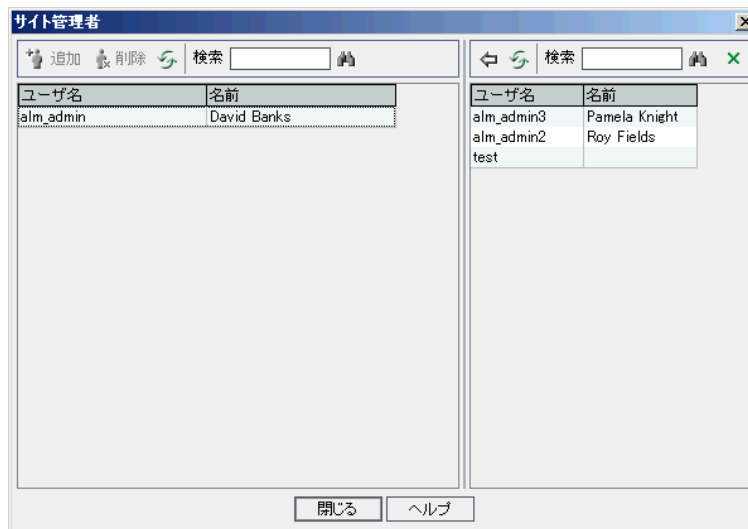 サイト管理者
追加 削除 検索
ユーザ名 名前
alm_admin David Banks
検索
ユーザ名 名前
alm_admin3 Pamela Knight
alm_admin2 Roy Fields
test
閉じる ヘルプ